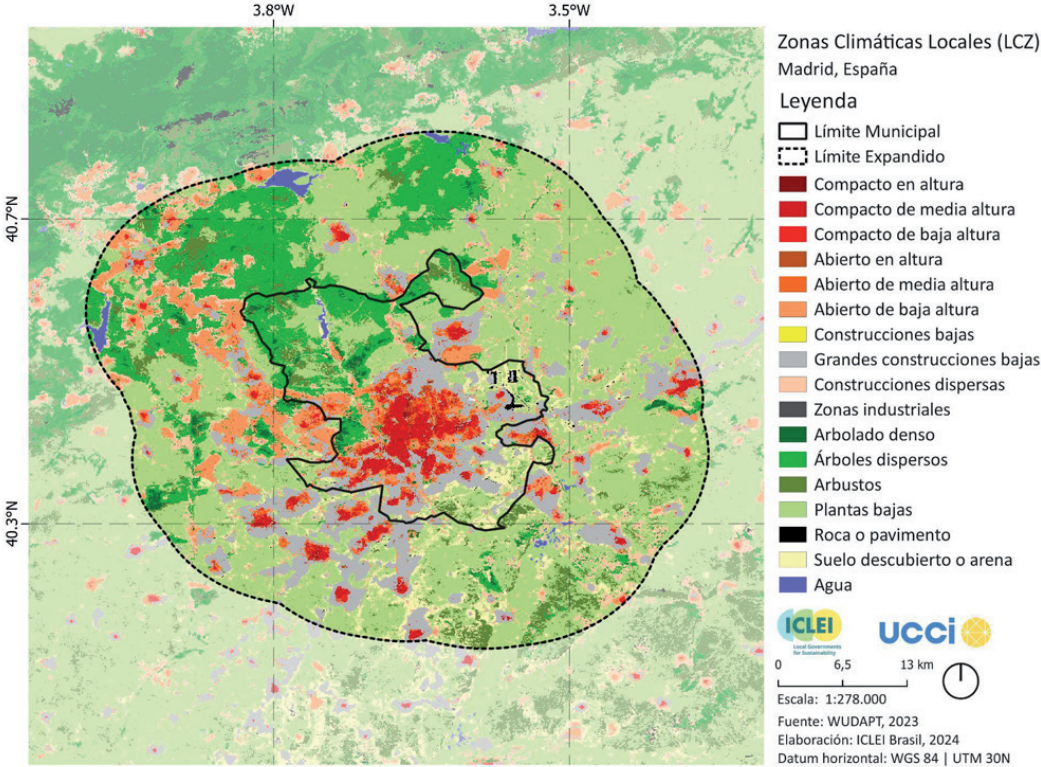 3.8°W
3.5°W
40.7°N
40.3°N
Zonas Climáticas Locales (LCZ)
Madrid, España
Leyenda
Límite Municipal
Límite Expandido
Compacto en altura
Compacto de media altura
Compacto de baja altura
Abierto en altura
Abierto de media altura
Abierto de baja altura
Construcciones bajas
Grandes construcciones bajas
Construcciones dispersas
Zonas industriales
Arbolado denso
Árboles dispersos
Arbustos
Plantas bajas
Roca o pavimento
Suelo descubierto o arena
Agua
ICLEI
Local Governments
for Sustainability
UCCi
0 6,5 13 km
Escala: 1:278.000
Fuente: WUDAPT, 2023
Elaboración: ICLEI Brasil, 2024
Datum horizontal: WGS 84 | UTM 30N